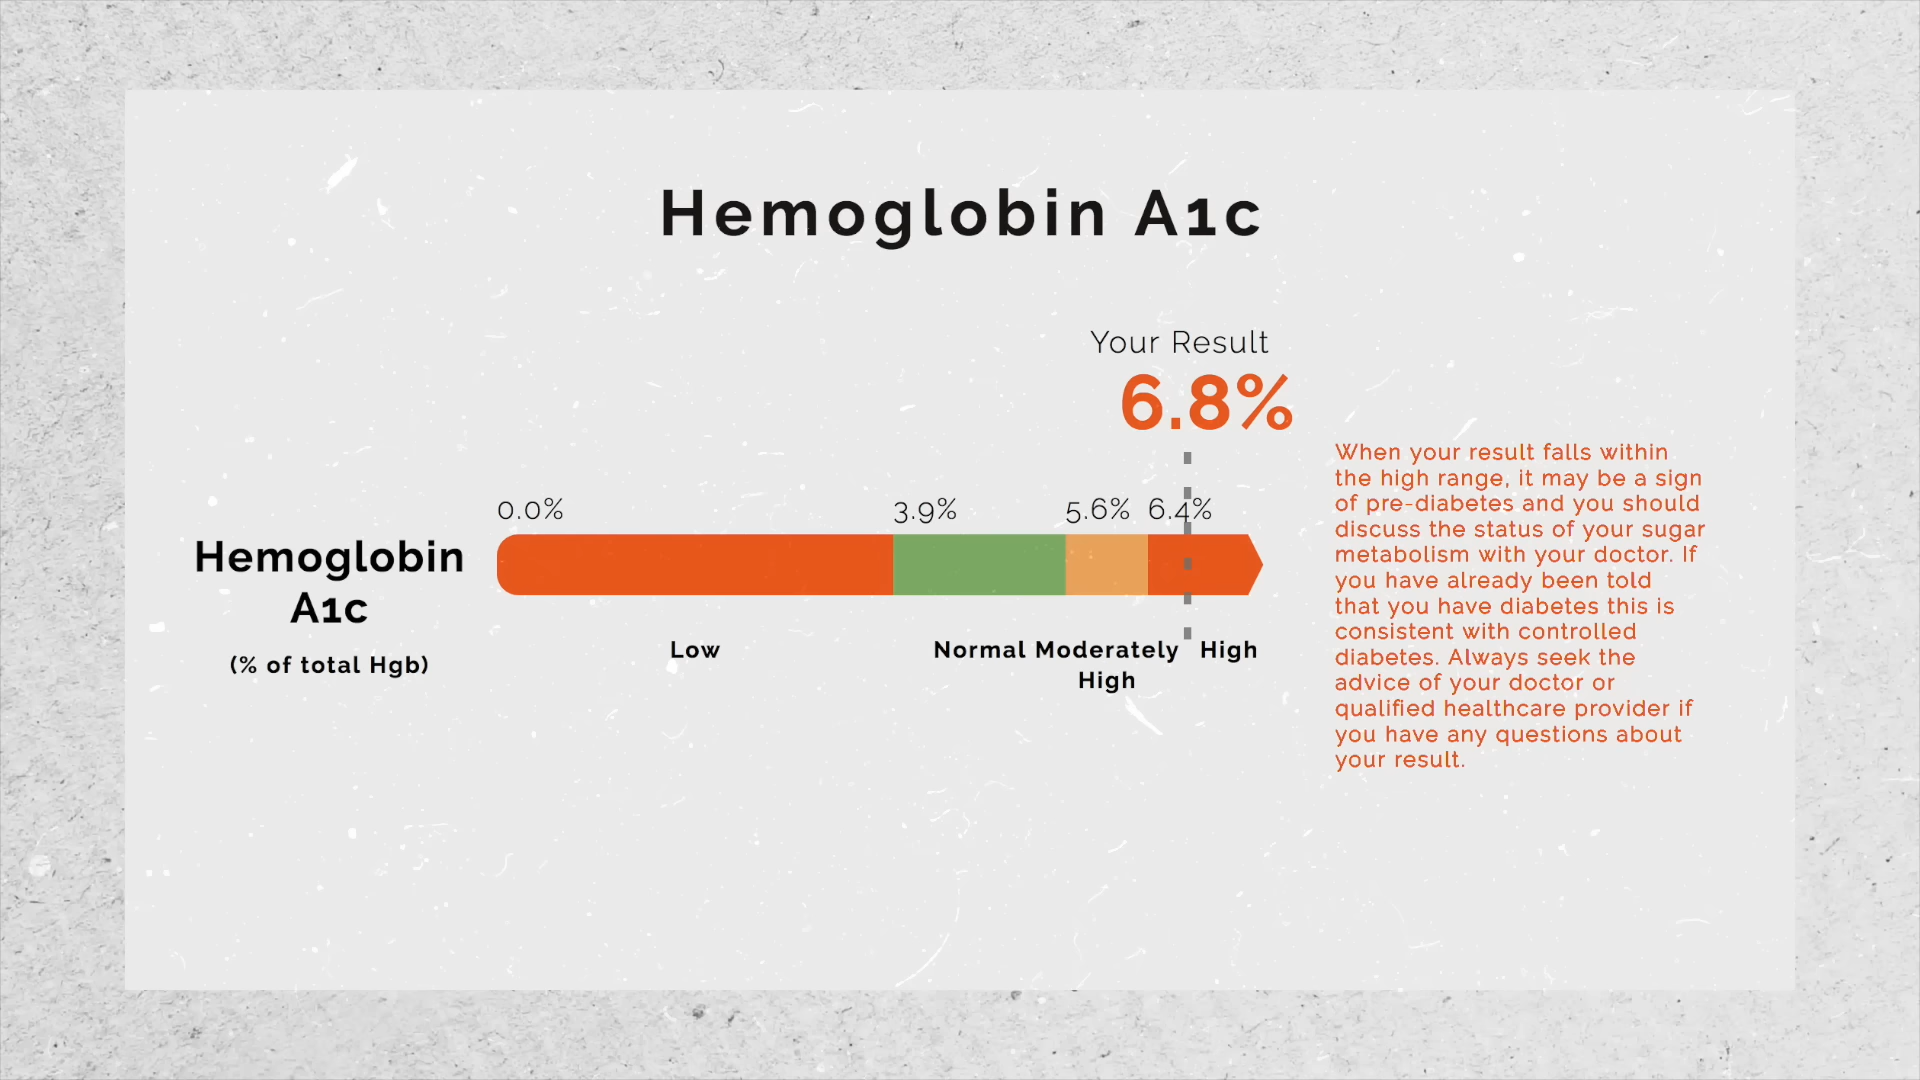 Hemoglobin A1c
Your Result
6.8%
0.0%
3.9%
5.6%
6.4%
Hemoglobin
A1c
(% of total Hgb)
Low
Normal
Moderately
High
High
When your result falls within
the high range, it may be a sign
of pre-diabetes and you should
discuss the status of your sugar
metabolism with your doctor. If
you have already been told
that you have diabetes this is
consistent with controlled
diabetes. Always seek the
advice of your doctor or
qualified healthcare provider if
you have any questions about
your result.